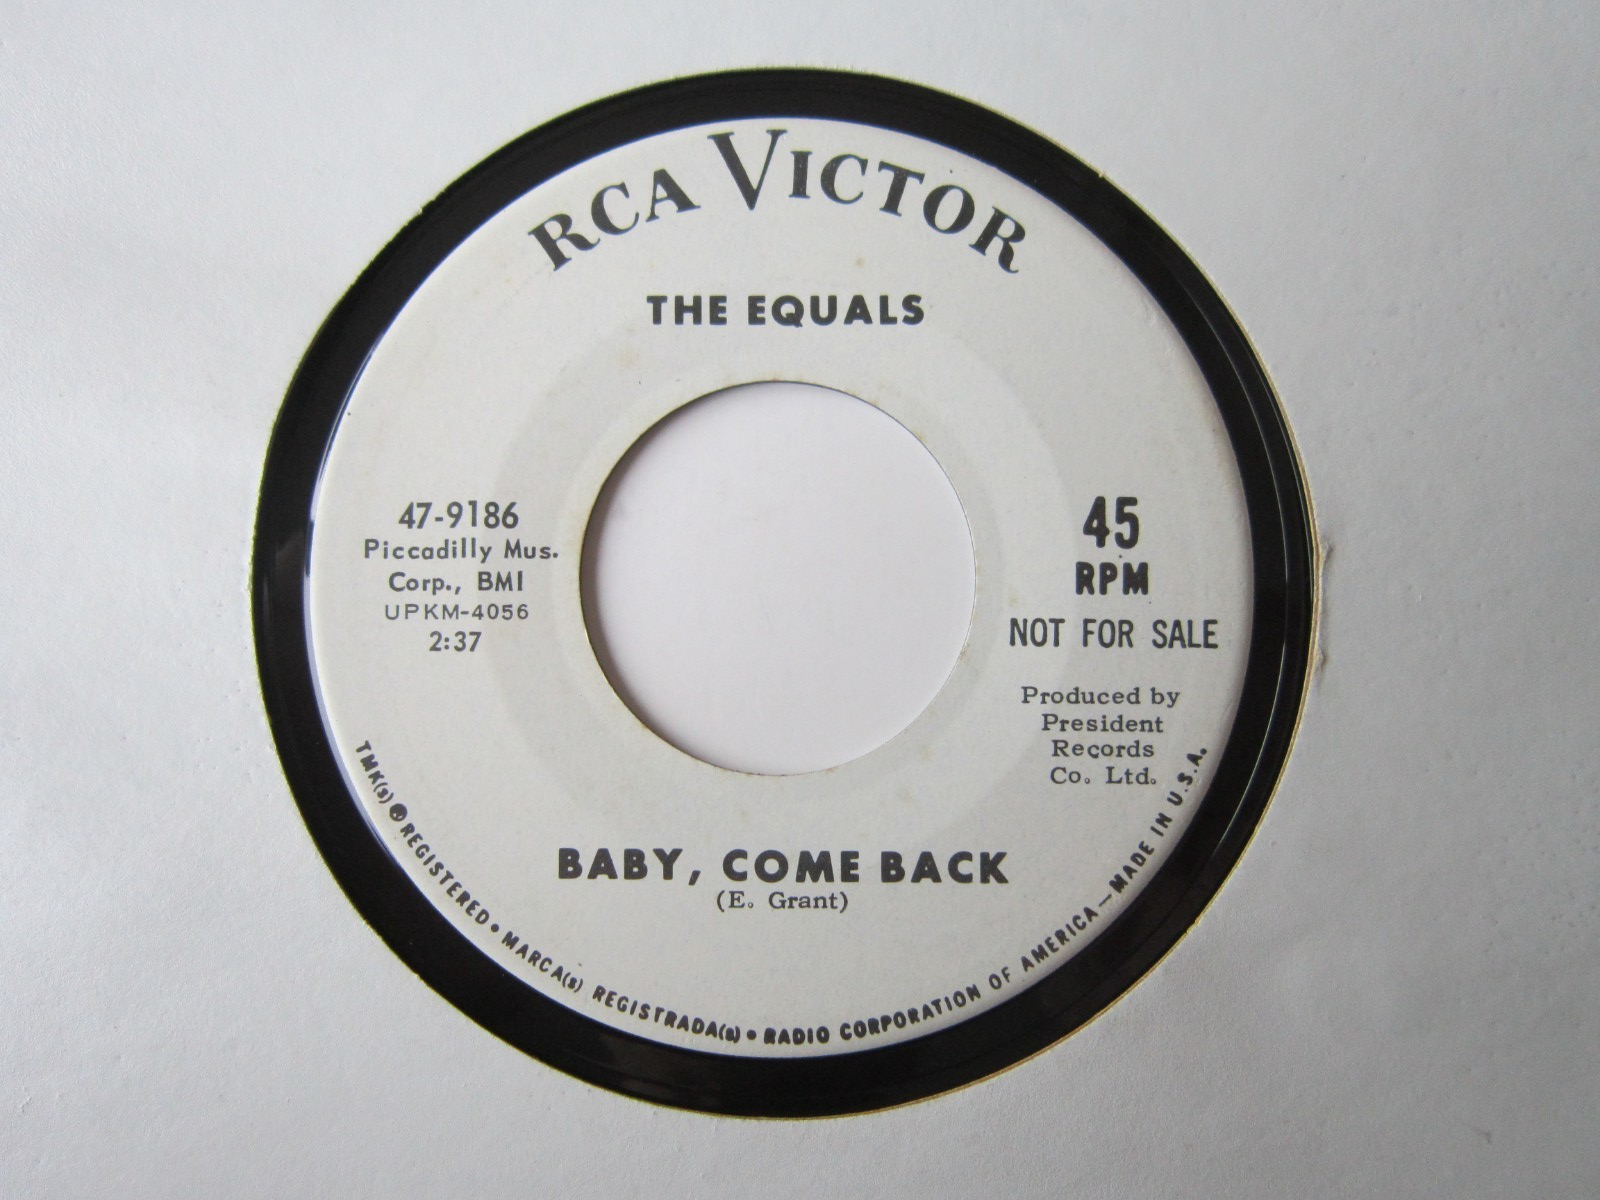 RCA VICTOR
THE EQUALS
47-9186
Piccadilly Mus.
Corp., BMI
UPKM-4056
2:37
45
RPM
NOT FOR SALE
Produced by
President
Records
Co. Ltd.
BABY, COME BACK
(E. Grant)
TMK(s) ® REGISTERED • MARCA(s) REGISTRADA(s) • RADIO CORPORATION OF AMERICA — MADE IN U.S.A.